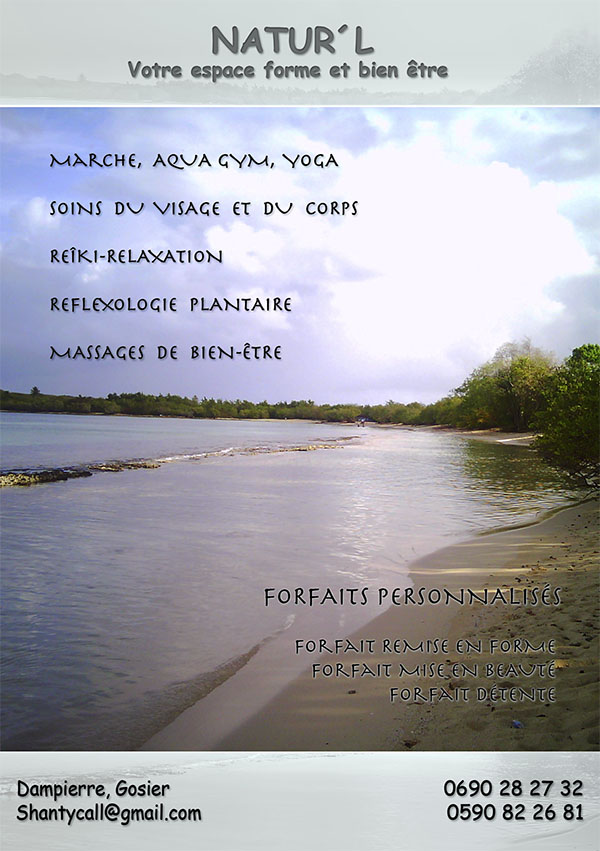 NATUR´L
Votre espace forme et bien être
MARCHE, AQUA GYM, YOGA
SOINS DU VISAGE ET DU CORPS
REÎKI-RELAXATION
REFLEXOLOGIE PLANTAIRE
MASSAGES DE BIEN-ÊTRE
FORFAITS PERSONNALISÉS
FORFAIT REMISE EN FORME
FORFAIT MISE EN BEAUTÉ
FORFAIT DÉTENTE
Dampierre, Gosier
0690 28 27 32
Shantycall@gmail.com
0590 82 26 81